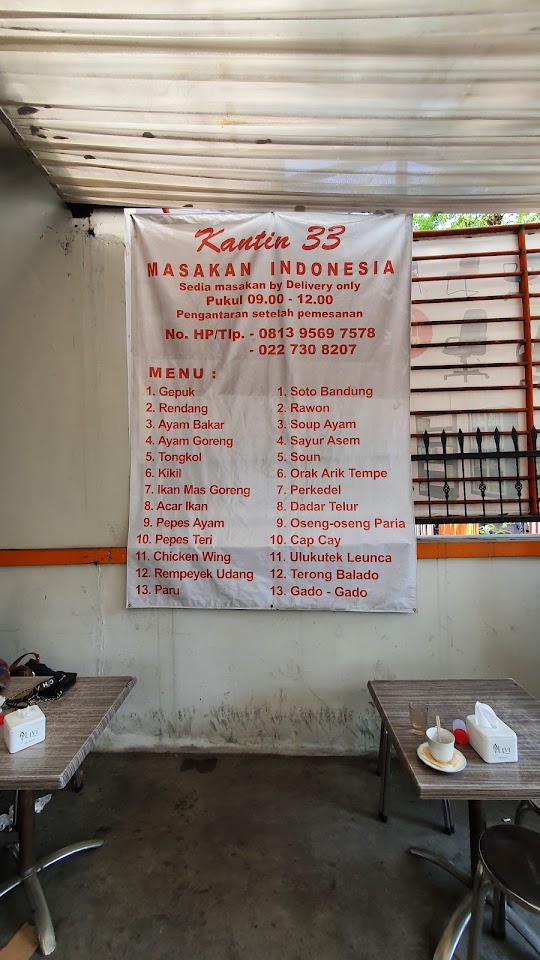 Kantin 33
MASAKAN INDONESIA
Sedia masakan by Delivery only
Pukul 09.00 - 12.00
Pengantaran setelah pemesanan
No. HP/Tlp. - 0813 9569 7578
- 022 730 8207
MENU :
1. Gepuk
2. Rendang
3. Ayam Bakar
4. Ayam Goreng
5. Tongkol
6. Kikil
7. Ikan Mas Goreng
8. Acar Ikan
9. Pepes Ayam
10. Pepes Teri
11. Chicken Wing
12. Rempeyek Udang
13. Paru
1. Soto Bandung
2. Rawon
3. Soup Ayam
4. Sayur Asem
5. Soun
6. Orak Arik Tempe
7. Perkedel
8. Dadar Telur
9. Oseng-oseng Paria
10. Cap Cay
11. Ulukutek Leunca
12. Terong Balado
13. Gado - Gado